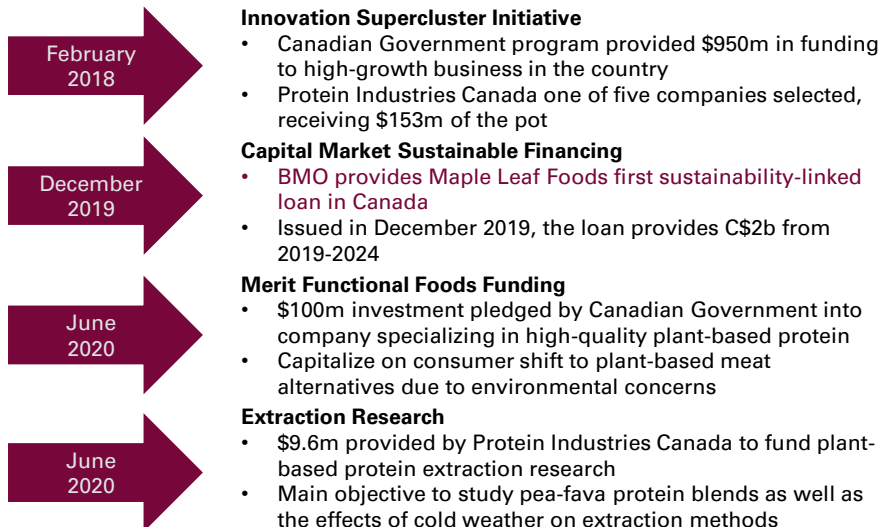 February
2018
Innovation Supercluster Initiative
• Canadian Government program provided $950m in funding
to high-growth business in the country
• Protein Industries Canada one of five companies selected,
receiving $153m of the pot
December
2019
Capital Market Sustainable Financing
• BMO provides Maple Leaf Foods first sustainability-linked
loan in Canada
• Issued in December 2019, the loan provides C$2b from
2019-2024
June
2020
Merit Functional Foods Funding
• $100m investment pledged by Canadian Government into
company specializing in high-quality plant-based protein
• Capitalize on consumer shift to plant-based meat
alternatives due to environmental concerns
June
2020
Extraction Research
• $9.6m provided by Protein Industries Canada to fund plant-
based protein extraction research
• Main objective to study pea-fava protein blends as well as
the effects of cold weather on extraction methods